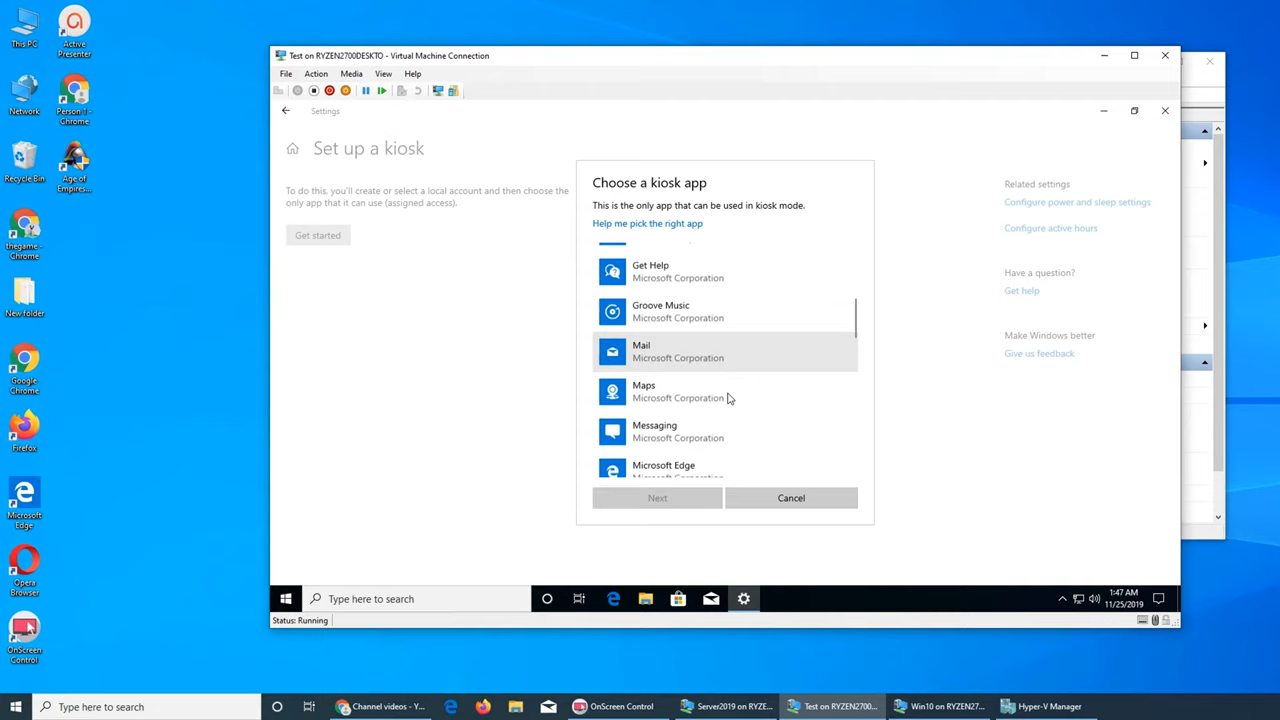 This PC
Active
Presenter
Network
Person 1 -
Chrome
Recycle Bin
Age of
Empires...
thegame -
Chrome
New folder
Google
Chrome
Firefox
Microsoft
Edge
Opera
Browser
OnScreen
Control
Test on RYZEN2700DESKTO - Virtual Machine Connection
File Action Media View Help
Settings
Set up a kiosk
To do this, you'll create or select a local account and then choose the
only app that it can use (assigned access).
Get started
Choose a kiosk app
This is the only app that can be used in kiosk mode.
Help me pick the right app
Get Help
Microsoft Corporation
Groove Music
Microsoft Corporation
Mail
Microsoft Corporation
Maps
Microsoft Corporation
Messaging
Microsoft Corporation
Microsoft Edge
Microsoft Corporation
Next Cancel
Related settings
Configure power and sleep settings
Configure active hours
Have a question?
Get help
Make Windows better
Give us feedback
Type here to search
1:47 AM
11/25/2019
Status: Running
Type here to search
Channel videos - Y...
OnScreen Control
Server2019 on RYZE...
Test on RYZEN2700...
Win10 on RYZEN27...
Hyper-V Manager